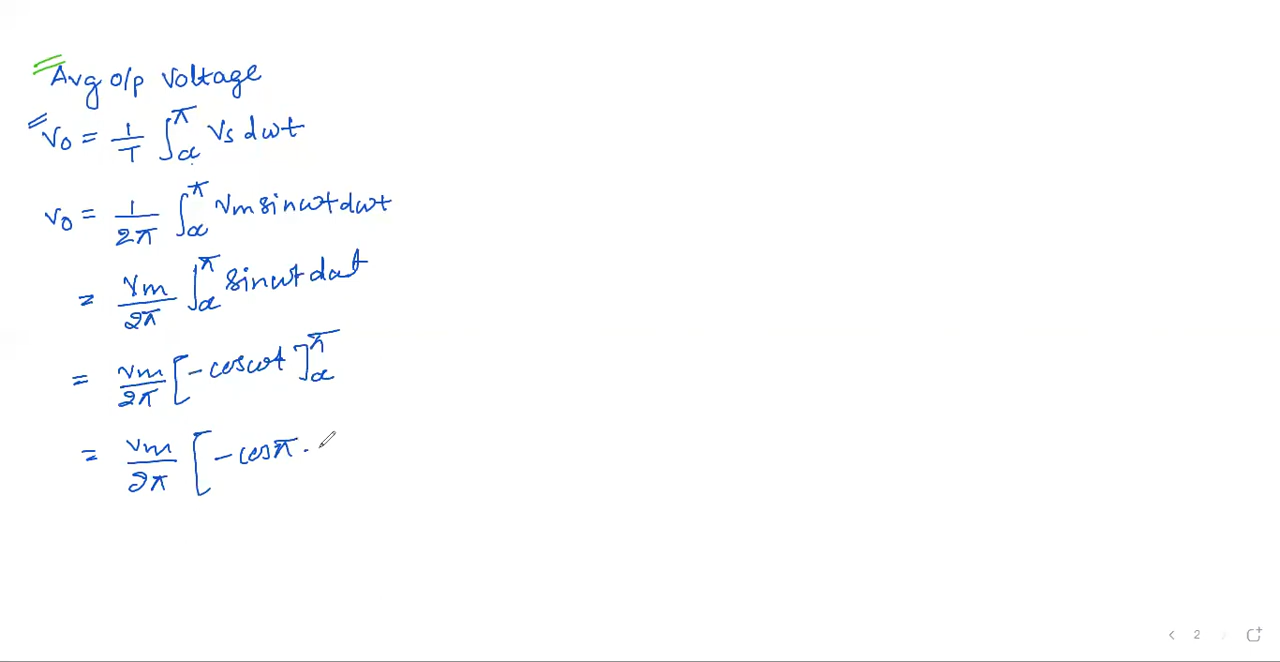 Avg o/p Voltage
V0 = 1/T ∫α^π Vs dωt
V0 = 1/2π ∫α^π Vm sinωt dωt
= Vm/2π ∫α^π sinωt dωt
= Vm/2π [-cosωt]α^π
= Vm/2π [-cosπ -
2